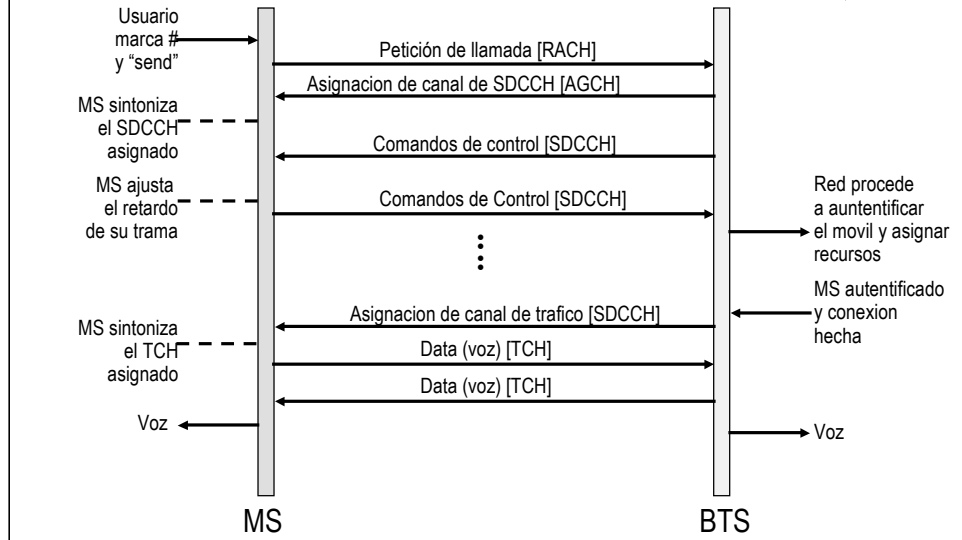 Usuario
marca #
y “send”
Petición de llamada [RACH]
Asignacion de canal de SDCCH [AGCH]
MS sintoniza
el SDCCH
asignado
Comandos de control [SDCCH]
MS ajusta
el retardo
de su trama
Comandos de Control [SDCCH]
Red procede
a auntentificar
el movil y asignar
recursos
MS autentificado
y conexion
hecha
Asignacion de canal de trafico [SDCCH]
MS sintoniza
el TCH
asignado
Data (voz) [TCH]
Data (voz) [TCH]
Voz
Voz
MS
BTS